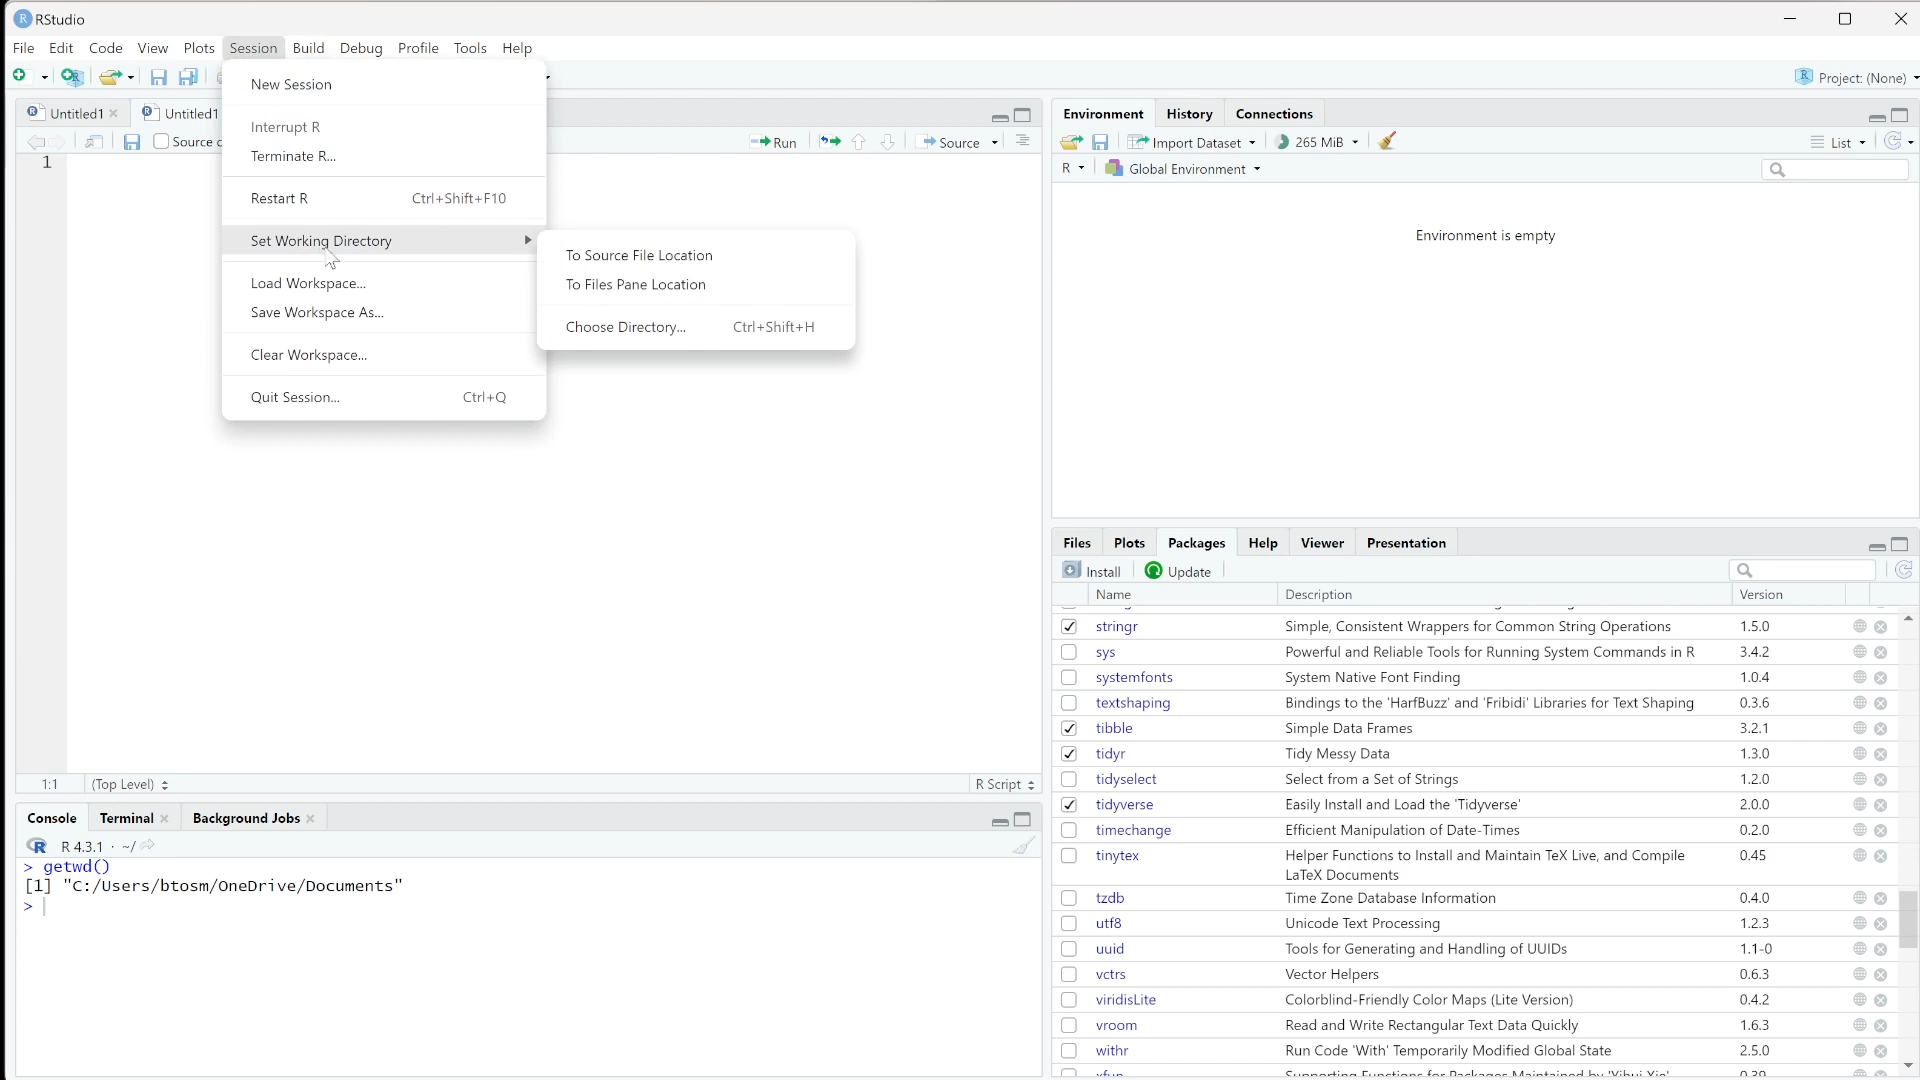 RStudio
File Edit Code View Plots Session Build Debug Profile Tools Help
Project: (None)
New Session
Interrupt R
Terminate R...
Restart R Ctrl+Shift+F10
Set Working Directory
Load Workspace...
Save Workspace As...
Clear Workspace...
Quit Session... Ctrl+Q
To Source File Location
To Files Pane Location
Choose Directory... Ctrl+Shift+H
Untitled1 Untitled1
Source Run Source
1
1:1 (Top Level) R Script
Console Terminal Background Jobs
R 4.3.1 · ~/
> getwd()
[1] "C:/Users/btosm/OneDrive/Documents"
>
Environment History Connections
Import Dataset 265 MiB List
R Global Environment
Environment is empty
Files Plots Packages Help Viewer Presentation
Install Update
Name Description Version
stringr Simple, Consistent Wrappers for Common String Operations 1.5.0
sys Powerful and Reliable Tools for Running System Commands in R 3.4.2
systemfonts System Native Font Finding 1.0.4
textshaping Bindings to the 'HarfBuzz' and 'Fribidi' Libraries for Text Shaping 0.3.6
tibble Simple Data Frames 3.2.1
tidyr Tidy Messy Data 1.3.0
tidyselect Select from a Set of Strings 1.2.0
tidyverse Easily Install and Load the 'Tidyverse' 2.0.0
timechange Efficient Manipulation of Date-Times 0.2.0
tinytex Helper Functions to Install and Maintain TeX Live, and Compile 0.45
LaTeX Documents
tzdb Time Zone Database Information 0.4.0
utf8 Unicode Text Processing 1.2.3
uuid Tools for Generating and Handling of UUIDs 1.1-0
vctrs Vector Helpers 0.6.3
viridisLite Colorblind-Friendly Color Maps (Lite Version) 0.4.2
vroom Read and Write Rectangular Text Data Quickly 1.6.3
withr Run Code 'With' Temporarily Modified Global State 2.5.0
xfun Supporting Functions for Packages Maintained by 'Yihui Xie' 0.39